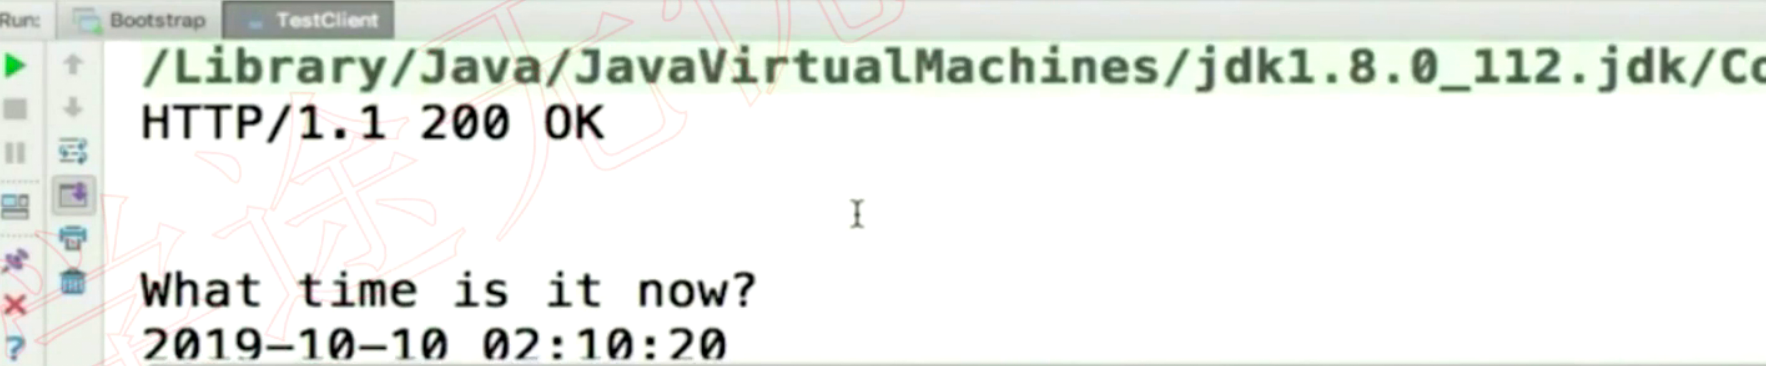 Run: Bootstrap TestClient
/Library/Java/JavaVirtualMachines/jdk1.8.0_112.jdk/Co
HTTP/1.1 200 OK
What time is it now?
2019-10-10 02:10:20